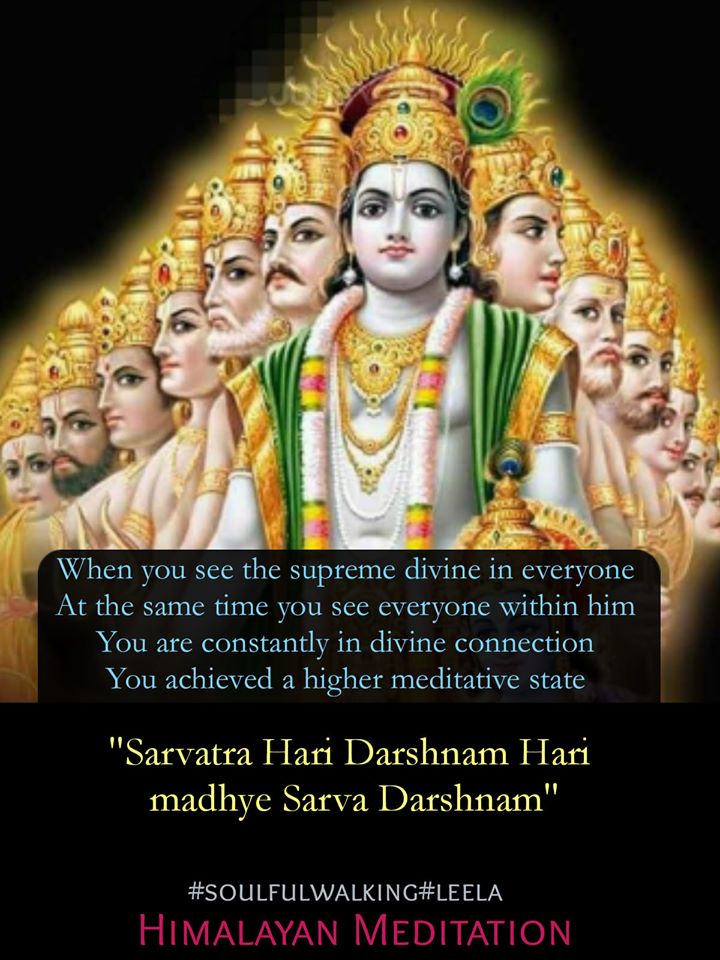 When you see the supreme divine in everyone
At the same time you see everyone within him
You are constantly in divine connection
You achieved a higher meditative state
"Sarvatra Hari Darshnam Hari
madhye Sarva Darshnam"
#SOULFULWALKING#LEELA
HIMALAYAN MEDITATION